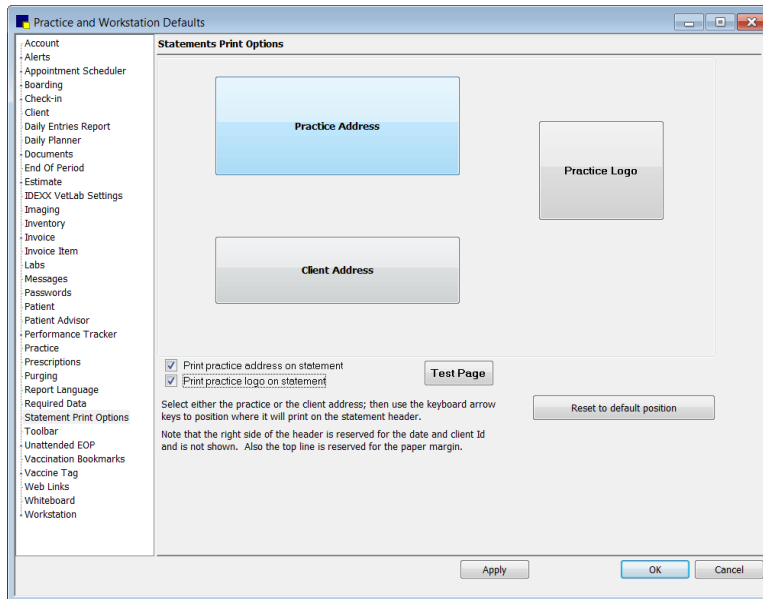 Practice and Workstation Defaults
Account
Alerts
Appointment Scheduler
Boarding
Check-in
Client
Daily Entries Report
Daily Planner
Documents
End Of Period
Estimate
IDEXX VetLab Settings
Imaging
Inventory
Invoice
Invoice Item
Labs
Messages
Passwords
Patient
Patient Advisor
Performance Tracker
Practice
Prescriptions
Purging
Report Language
Required Data
Statement Print Options
Toolbar
Unattended EOP
Vaccination Bookmarks
Vaccine Tag
Web Links
Whiteboard
Workstation
Statements Print Options
Practice Address
Practice Logo
Client Address
Print practice address on statement
Print practice logo on statement
Test Page
Select either the practice or the client address; then use the keyboard arrow
keys to position where it will print on the statement header.
Reset to default position
Note that the right side of the header is reserved for the date and client Id
and is not shown. Also the top line is reserved for the paper margin.
Apply
OK
Cancel